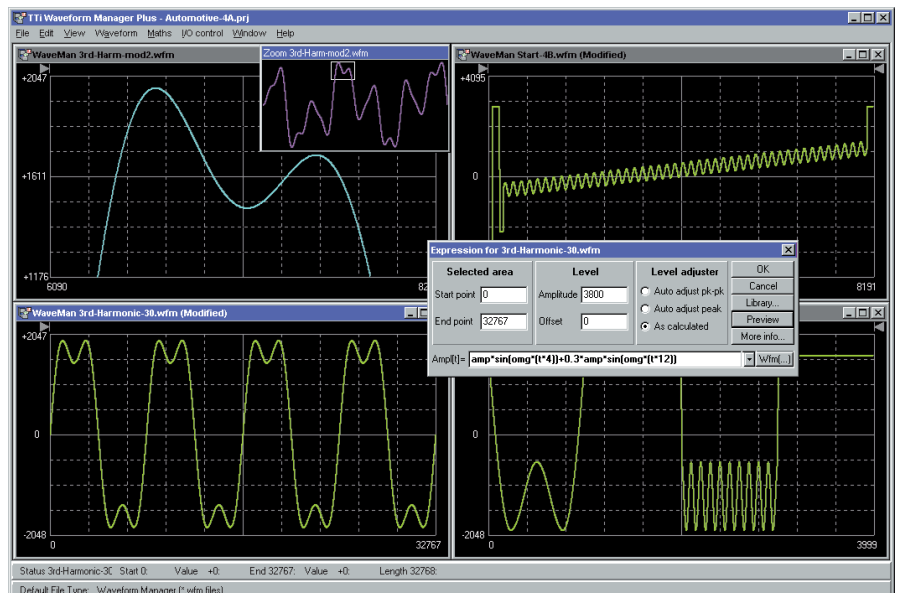 TTi Waveform Manager Plus - Automotive-4A.prj
File Edit View Waveform Maths I/O control Window Help
WaveMan 3rd-Harm-mod2.wfm
Zoom 3rd-Harm-mod2.wfm
WaveMan Start-4B.wfm (Modified)
+2047
+1611
+1176
6090
+4095
0
8191
Expression for 3rd-Harmonic-30.wfm
Selected area
Start point 0
End point 32767
Level
Amplitude 3800
Offset 0
Level adjuster
Auto adjust pk-pk
Auto adjust peak
As calculated
OK
Cancel
Library...
Preview
More info...
Ampl[t]= amp*sin(omg*(t*4))+0.3*amp*sin(omg*(t*12)) Wfm(...)
WaveMan 3rd-Harmonic-30.wfm (Modified)
+2047
0
-2048
0
32767
0
-2048
0
3999
Status 3rd-Harmonic-30 Start 0: Value +0: End 32767: Value +0: Length 32768:
Default File Type: Waveform Manager (*.wfm files)